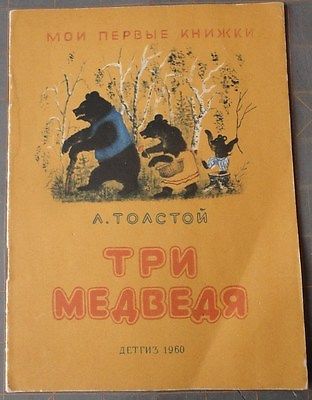 МОИ ПЕРВЫЕ КНИЖКИ
Л. ТОЛСТОЙ
ТРИ
МЕДВЕДЯ
ДЕТГИЗ 1960